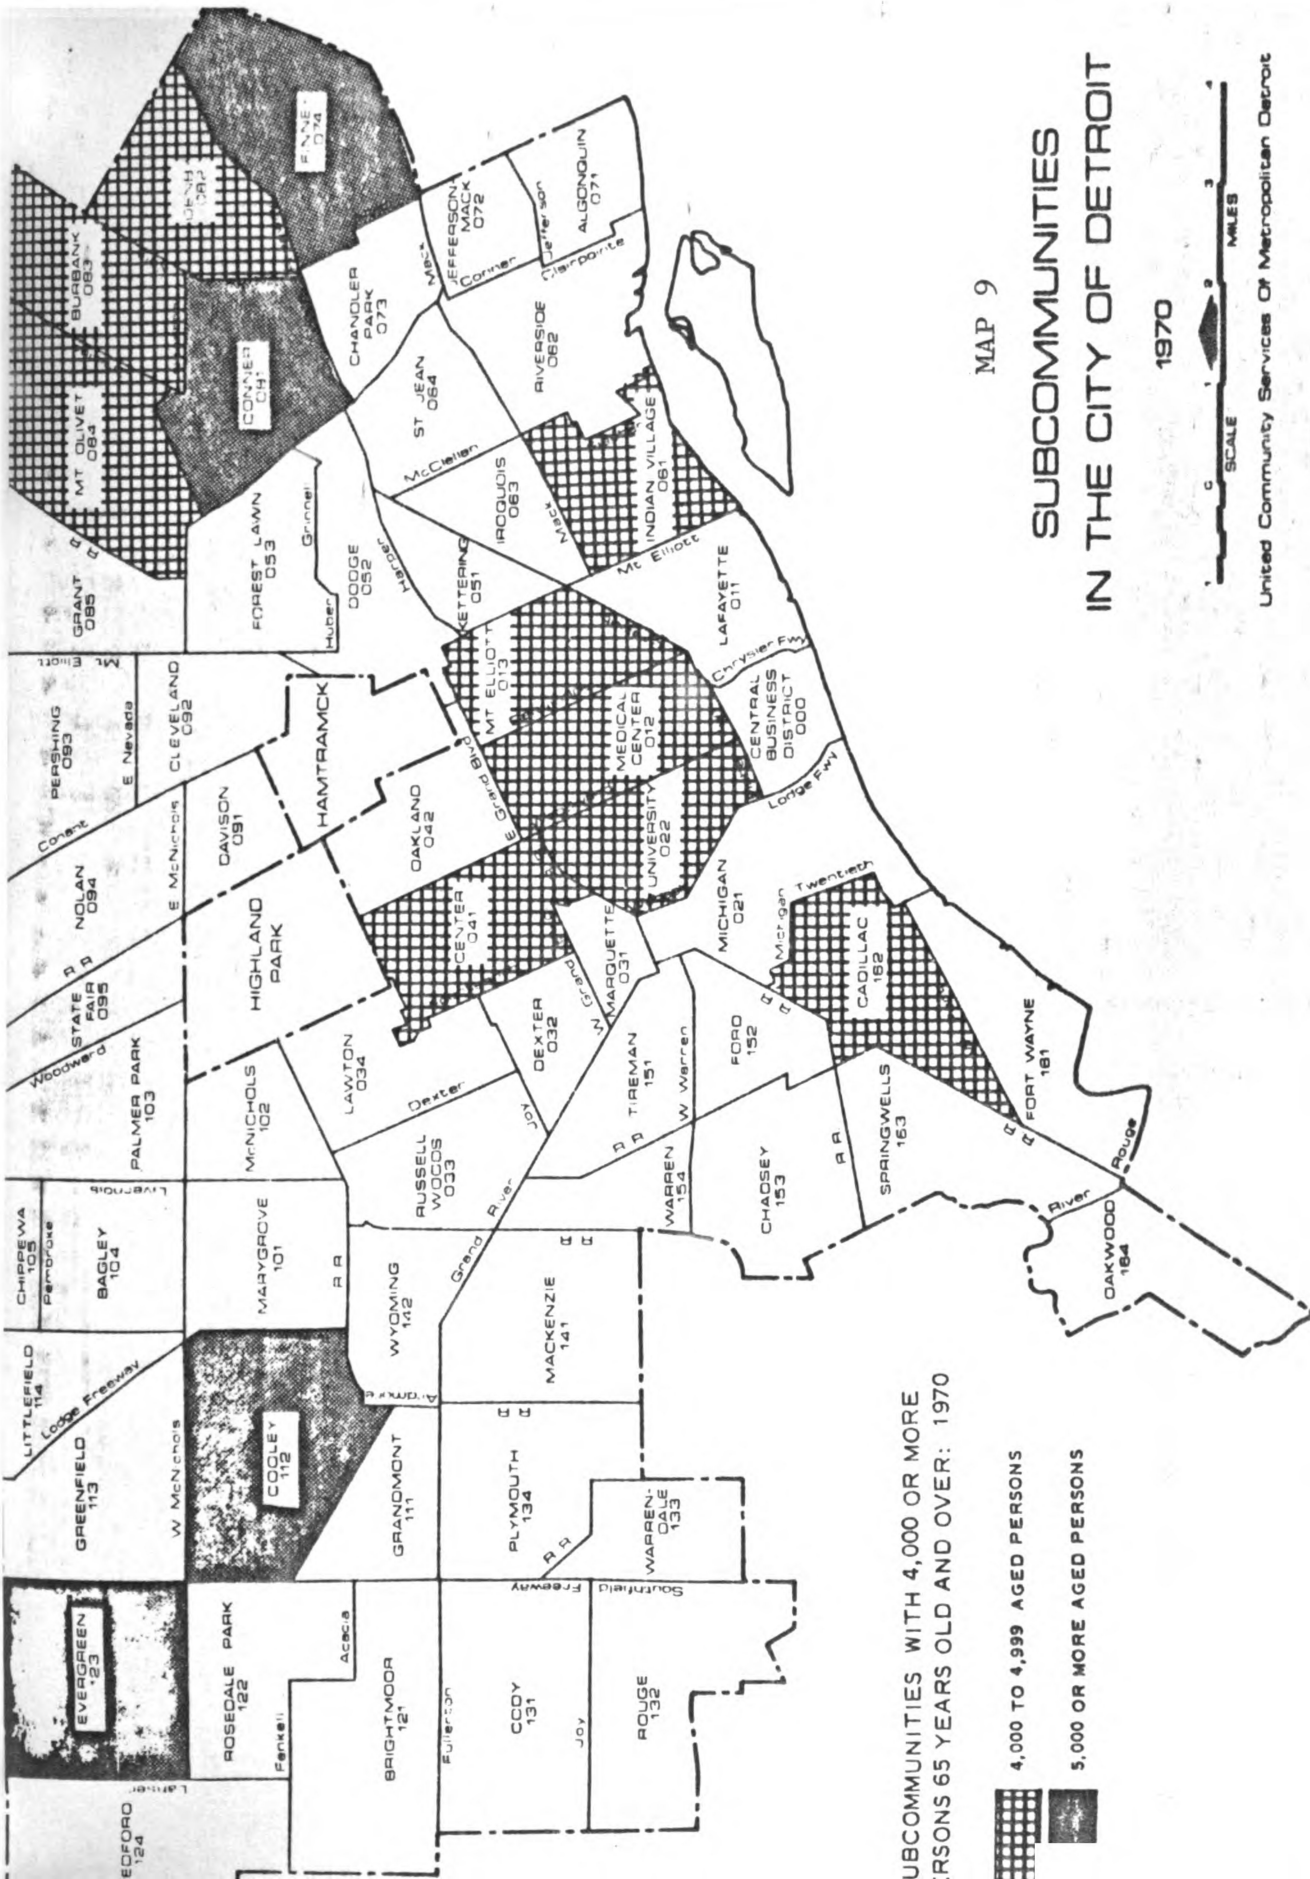 MAP 9
SUBCOMMUNITIES
IN THE CITY OF DETROIT
1970
SCALE
MILES
United Community Services Of Metropolitan Detroit
WITH 4,000 OR MORE
65 YEARS OLD AND OVER: 1970
4,000 TO 4,999 AGED PERSONS
5,000 OR MORE AGED PERSONS
124
EVERGREEN
ROSEDALE PARK
122
BRIGHTMOOR
121
131
ROUGE
132
Lahser
Fenkell
Acacia
Fullerton
Joy
Southfield
Freeway
LITTLEFIELD
114
Lodge Freeway
GREENFIELD
113
W McNichols
COOLEY
112
GRANDMONT
111
PLYMOUTH
134
R R
WARREN-
DALE
133
CHIPPEWA
105
Pembroke
BAGLEY
104
Livernois
MARYGROVE
101
R R
WYOMING
142
MACKENZIE
141
Grand River
PALMER PARK
103
McNICHOLS
102
LAWTON
034
Dexter
RUSSELL
WOODS
033
Joy
DEXTER
032
W Grand
MARQUETTE
031
TIREMAN
151
W Warren
R R
WARREN
154
FORD
152
CHADSEY
153
R R
SPRINGWELLS
163
OAKWOOD
164
River
Rouge
FORT WAYNE
161
CADILLAC
162
Michigan
Twentieth
MICHIGAN
021
Woodward
STATE
FAIR
095
R R
NOLAN
094
Conant
PERSHING
093
E Nevada
Mt Elliott
E McNichols
CLEVELAND
092
DAVISON
091
HIGHLAND
PARK
HAMTRAMCK
OAKLAND
042
E Grand Blvd
CENTER
041
UNIVERSITY
022
MEDICAL
CENTER
012
MT ELLIOTT
013
CENTRAL
BUSINESS
DISTRICT
000
Lodge Fwy
Chrysler Fwy
LAFAYETTE
011
Mt Elliott
GRANT
085
R R
MT OLIVET
084
BURBANK
083
082
074
CONNER
081
FOREST LAWN
053
Grinnell
Huber
DODGE
052
Harper
KETTERING
051
IROQUOIS
063
Mack
McClellan
ST JEAN
064
INDIAN VILLAGE
061
RIVERSIDE
062
CHANDLER
PARK
073
Mack
JEFFERSON-
MACK
072
Conner
Jefferson
ALGONQUIN
071
Clairpointe